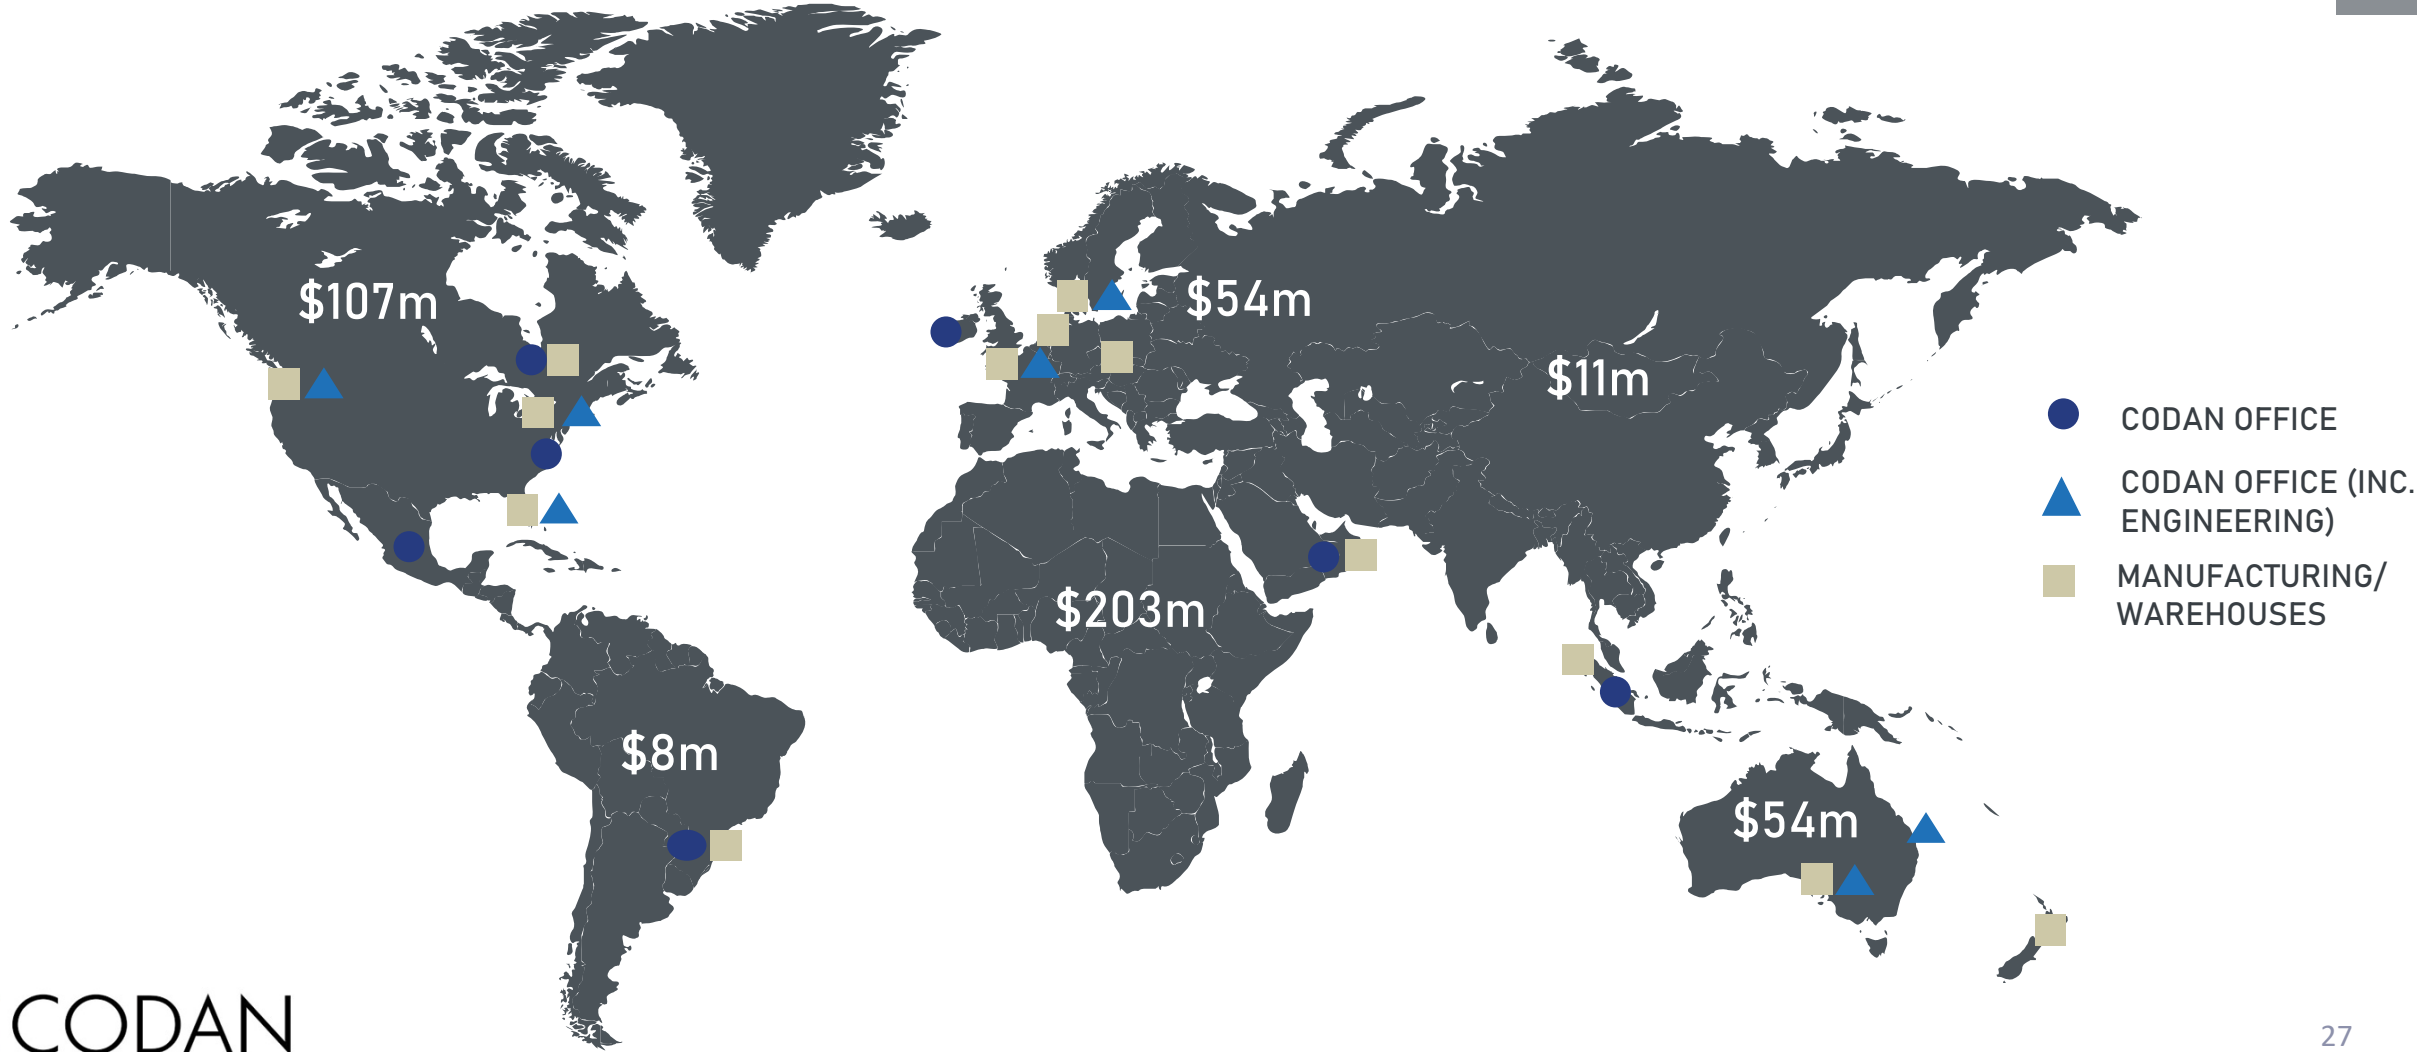 $107m
$54m
$11m
$203m
$8m
$54m
CODAN OFFICE
CODAN OFFICE (INC.
ENGINEERING)
MANUFACTURING/
WAREHOUSES
CODAN
27